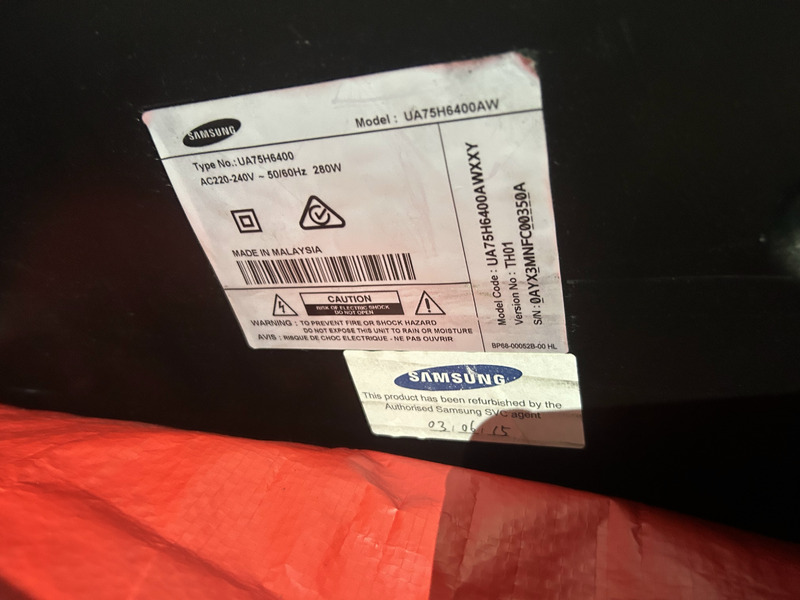 SAMSUNG
Model : UA75H6400AW
Type No.:UA75H6400
AC220-240V ~ 50/60Hz 280W
MADE IN MALAYSIA
CAUTION
RISK OF ELECTRIC SHOCK
DO NOT OPEN
WARNING : TO PREVENT FIRE OR SHOCK HAZARD
DO NOT EXPOSE THIS UNIT TO RAIN OR MOISTURE
AVIS : RISQUE DE CHOC ELECTRIQUE - NE PAS OUVRIR
Model Code : UA75H6400AWXXY
Version No : TH01
S/N : 0AYX3MNFC00350A
BP68-00052B-00 HL
SAMSUNG
This product has been refurbished by the
Authorised Samsung SVC agent
03.06.15